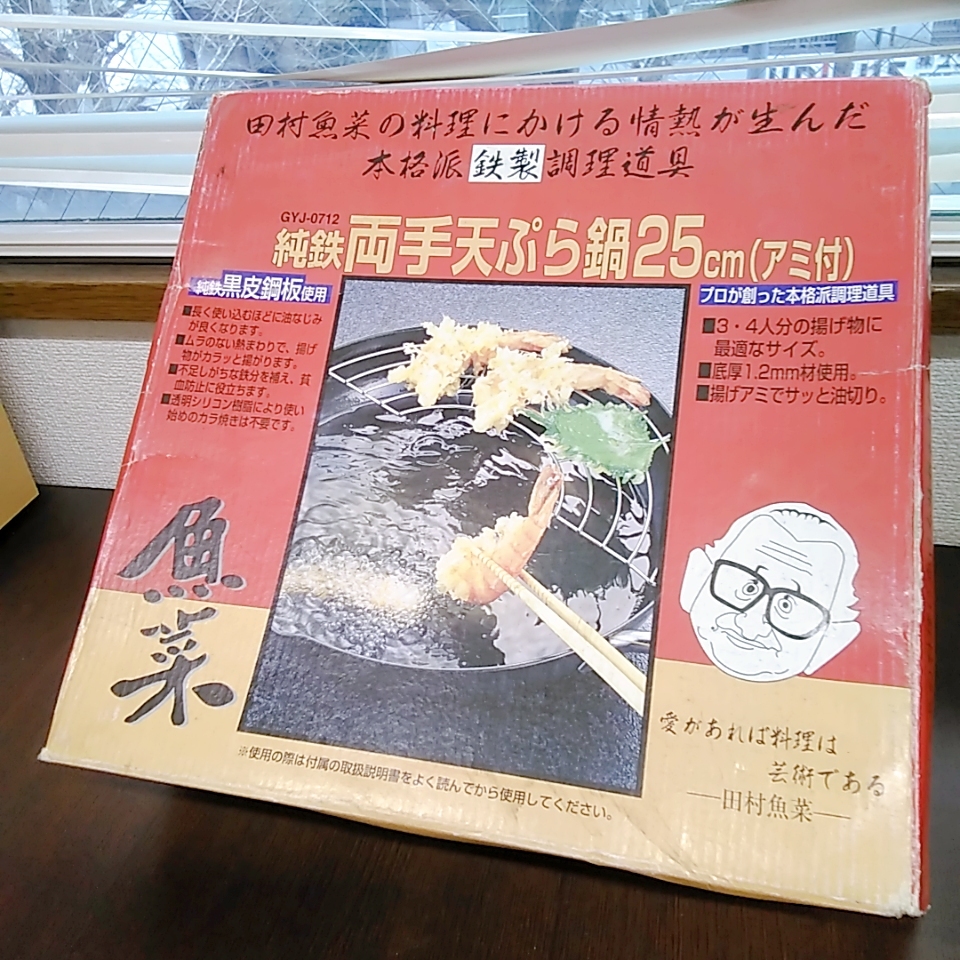 田村魚菜の料理にかける情熱が生んだ
本格派鉄製調理道具
GYJ-0712
純鉄両手天ぷら鍋25cm(アミ付)
純鉄黒皮鋼板使用
■長く使い込むほどに油なじみ
が良くなります。
■ムラのない熱まわりで、揚げ
物がカラッと揚がります。
■不足しがちな鉄分を補え、貧
血防止に役立ちます。
■透明シリコン樹脂により使い
始めのカラ焼きは不要です。
プロが創った本格派調理道具
■3・4人分の揚げ物に
最適なサイズ。
■底厚1.2mm材使用。
■揚げアミでサッと油切り。
魚菜
愛があれば料理は
芸術である
―田村魚菜―
※使用の際は付属の取扱説明書をよく読んでから使用してください。